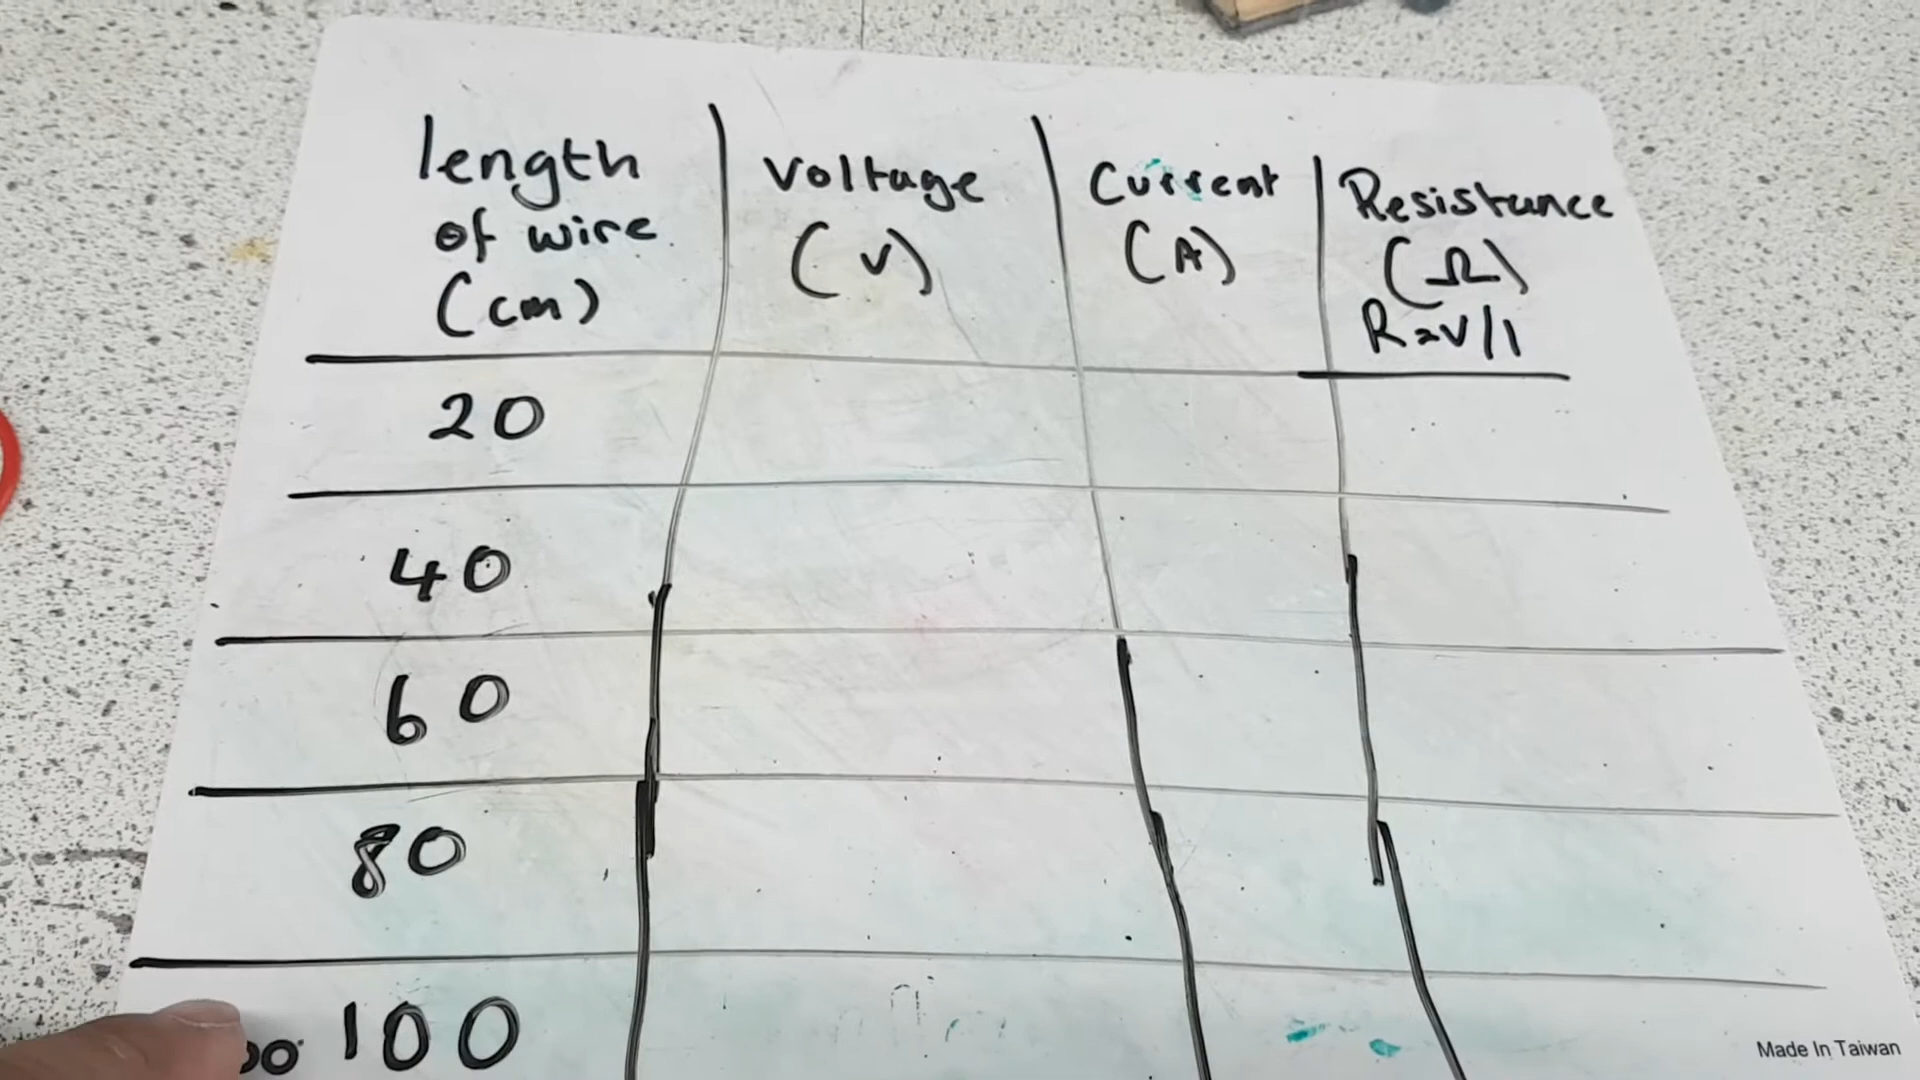 length
of wire
(cm)
Voltage
(V)
Current
(A)
Resistance
(Ω)
R=V/I
20
40
60
80
100
Made In Taiwan